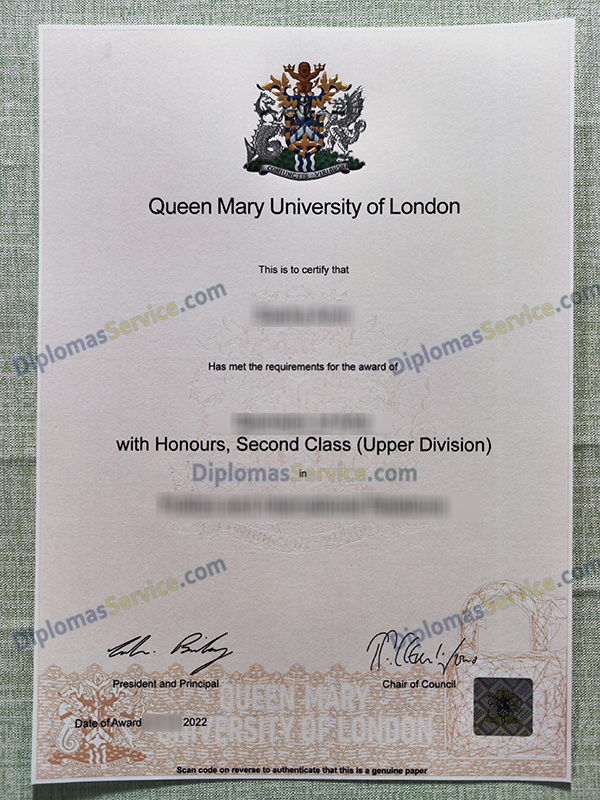 CONIUNCTIS VIRIBUS
Queen Mary University of London
This is to certify that
DiplomasService.com
DiplomasService.com
Has met the requirements for the award of
with Honours, Second Class (Upper Division)
DiplomasService.com
in
DiplomasService.com
DiplomasService.com
President and Principal
Chair of Council
QUEEN MARY
UNIVERSITY OF LONDON
Date of Award 2022
Scan code on reverse to authenticate that this is a genuine paper